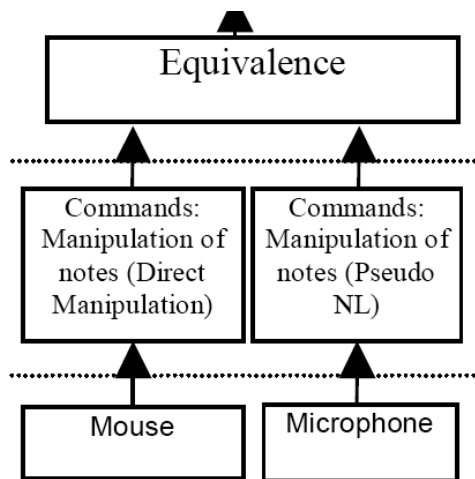 Equivalence
Commands:
Manipulation of
notes (Direct
Manipulation)
Commands:
Manipulation of
notes (Pseudo
NL)
Mouse
Microphone